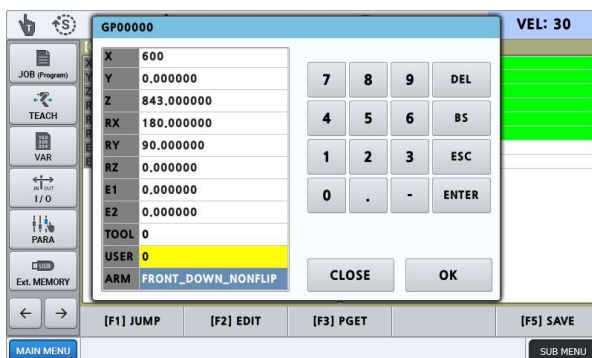 GP00000
VEL: 30
JOB (Program)
TEACH
VAR
IN OUT
I/O
PARA
USB
Ext. MEMORY
X 600
Y 0.000000
Z 843.000000
RX 180.000000
RY 90.000000
RZ 0.000000
E1 0.000000
E2 0.000000
TOOL 0
USER 0
ARM FRONT_DOWN_NONFLIP
7 8 9 DEL
4 5 6 BS
1 2 3 ESC
0 . - ENTER
CLOSE OK
[F1] JUMP [F2] EDIT [F3] PGET [F5] SAVE
MAIN MENU SUB MENU